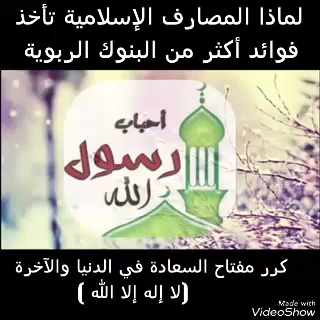 لماذا المصارف الإسلامية تأخذ
فوائد أكثر من البنوك الربوية
أحباب
رسول
الله
كرر مفتاح السعادة في الدنيا والآخرة
(لا إله إلا الله )
Made with
VideoShow